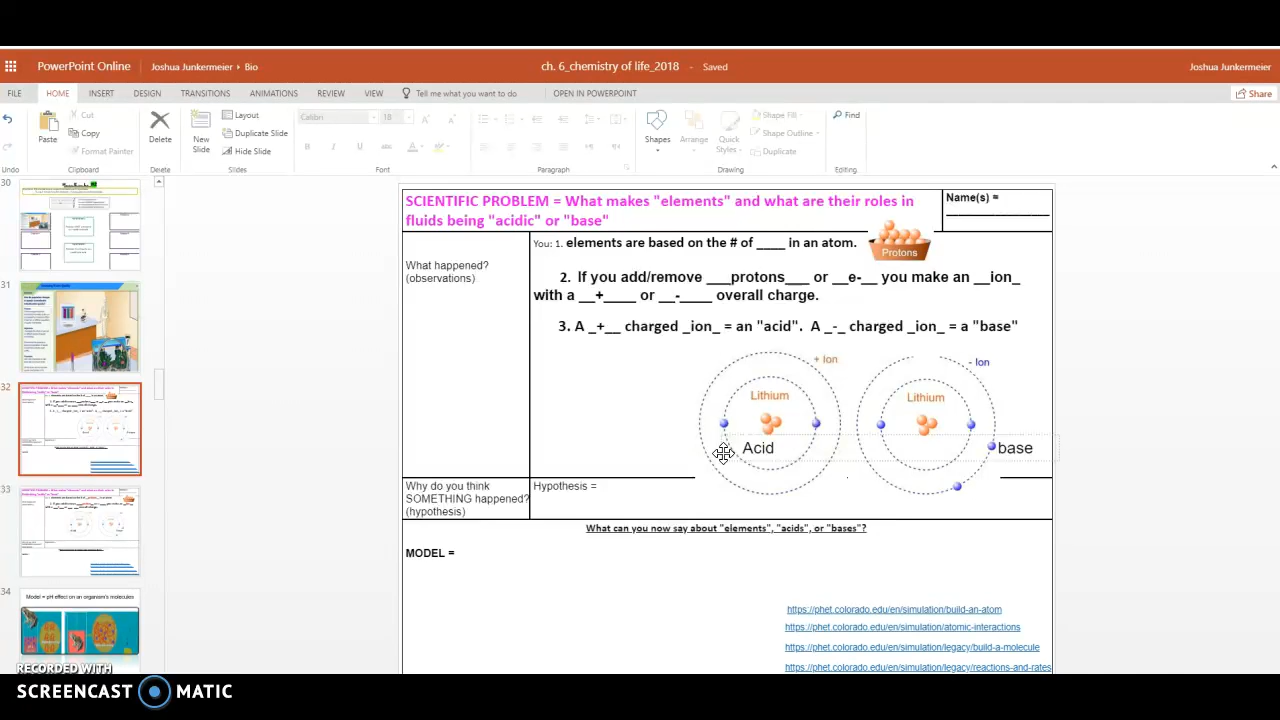 PowerPoint Online
Joshua Junkermeier ▸ Bio
ch. 6_chemistry of life_2018 - Saved
Joshua Junkermeier
FILE HOME INSERT DESIGN TRANSITIONS ANIMATIONS REVIEW VIEW Tell me what you want to do OPEN IN POWERPOINT Share
Undo
Paste
Cut
Copy
Format Painter
Clipboard
Delete
Delete
New Slide
Layout
Duplicate Slide
Hide Slide
Slides
Calibri 18
Font
Paragraph
Shapes
Arrange
Quick Styles
Shape Fill
Shape Outline
Duplicate
Drawing
Find
Editing
30
31
32
33
34
Model = pH effect on an organism's molecules
SCIENTIFIC PROBLEM = What makes "elements" and what are their roles in
fluids being "acidic" or "base"
Name(s) =
What happened?
(observations)
You: 1. elements are based on the # of ____ in an atom.
Protons
2. If you add/remove ___protons___ or __e-__ you make an __ion_
with a __+____ or __-____ overall charge.
3. A _+__ charged _ion_ = an "acid". A _-_ charged _ion_ = a "base"
+ Ion
- Ion
Lithium
Lithium
Acid
base
Why do you think
SOMETHING happened?
(hypothesis)
Hypothesis =
What can you now say about "elements", "acids", or "bases"?
MODEL =
https://phet.colorado.edu/en/simulation/build-an-atom
https://phet.colorado.edu/en/simulation/atomic-interactions
https://phet.colorado.edu/en/simulation/legacy/build-a-molecule
https://phet.colorado.edu/en/simulation/legacy/reactions-and-rates
RECORDED WITH
SCREENCAST MATIC